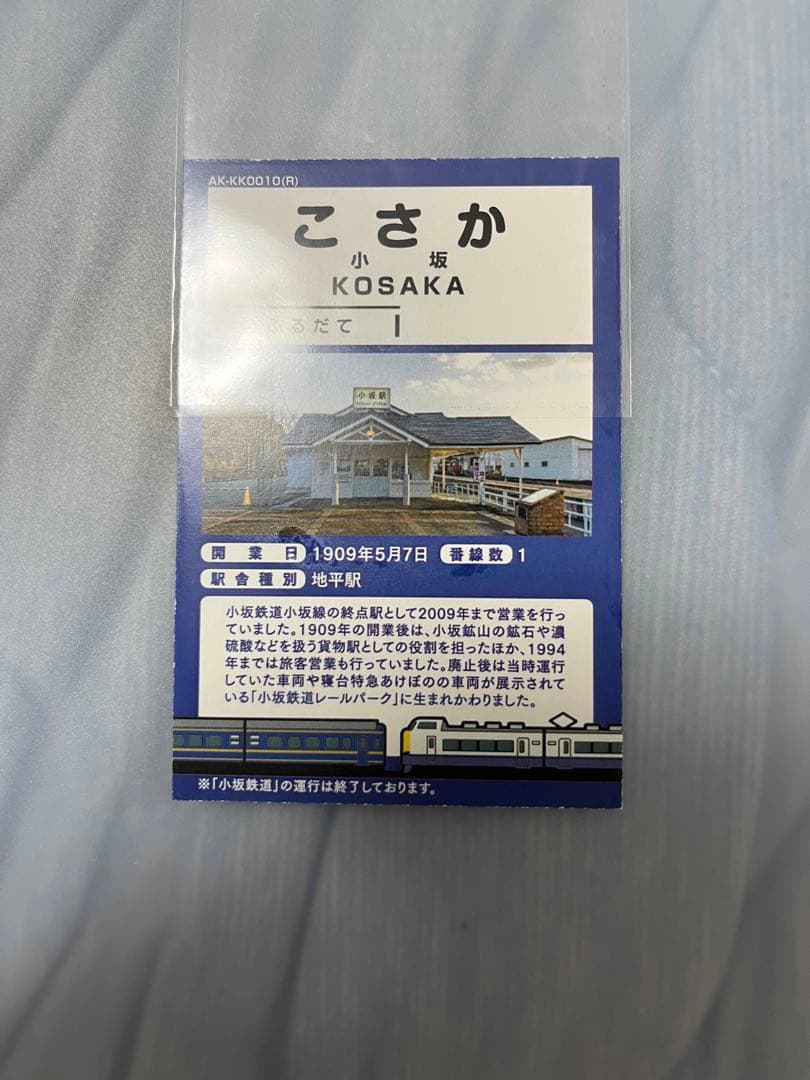 AK-KK0010(R)
こさか
小坂
KOSAKA
ふるだて
小坂駅
開業日 1909年5月7日 番線数 1
駅舎種別 地平駅
小坂鉄道小坂線の終点駅として2009年まで営業を行っ
ていました。1909年の開業後は、小坂鉱山の鉱石や濃
硫酸などを扱う貨物駅としての役割を担ったほか、1994
年までは旅客営業も行っていました。廃止後は当時運行
していた車両や寝台特急あけぼのの車両が展示されて
いる「小坂鉄道レールパーク」に生まれかわりました。
※「小坂鉄道」の運行は終了しております。